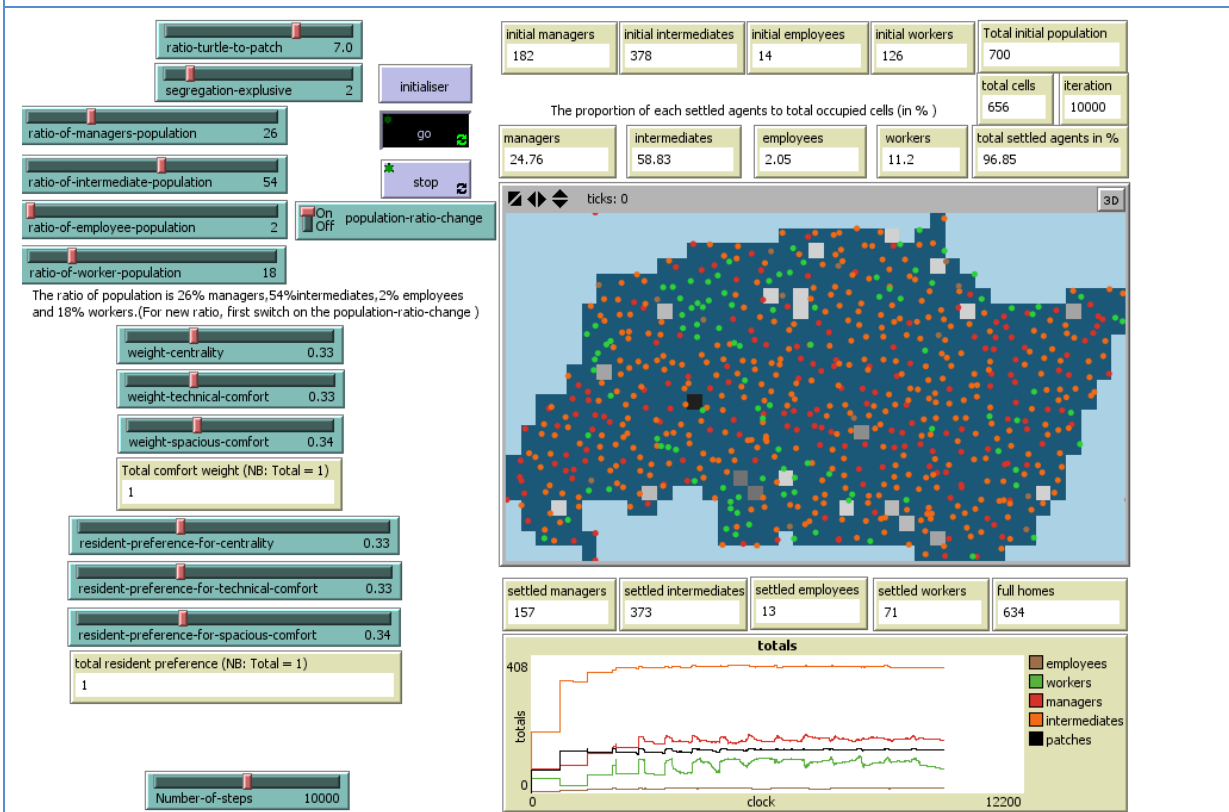 ratio-turtle-to-patch 7.0
segregation-explusive 2
initialiser
ratio-of-managers-population 26
go
ratio-of-intermediate-population 54
stop
ratio-of-employee-population 2
On
Off
population-ratio-change
ratio-of-worker-population 18
The ratio of population is 26% managers,54%intermediates,2% employees
and 18% workers.(For new ratio, first switch on the population-ratio-change )
weight-centrality 0.33
weight-technical-comfort 0.33
weight-spacious-comfort 0.34
Total comfort weight (NB: Total = 1)
1
resident-preference-for-centrality 0.33
resident-preference-for-technical-comfort 0.33
resident-preference-for-spacious-comfort 0.34
total resident preference (NB: Total = 1)
1
Number-of-steps 10000
initial managers
182
initial intermediates
378
initial employees
14
initial workers
126
Total initial population
700
total cells
656
iteration
10000
The proportion of each settled agents to total occupied cells (in % )
managers
24.76
intermediates
58.83
employees
2.05
workers
11.2
total settled agents in %
96.85
ticks: 0
3D
settled managers
157
settled intermediates
373
settled employees
13
settled workers
71
full homes
634
totals
408
totals
0
0
clock
12200
employees
workers
managers
intermediates
patches